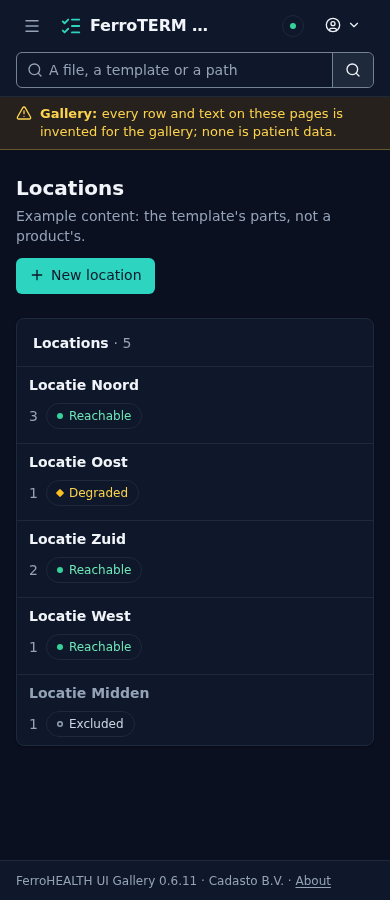 FerroTERM ...
A file, a template or a path
Gallery: every row and text on these pages is
invented for the gallery; none is patient data.
Locations
Example content: the template's parts, not a
product's.
New location
Locations · 5
Locatie Noord
3 Reachable
Locatie Oost
1 Degraded
Locatie Zuid
2 Reachable
Locatie West
1 Reachable
Locatie Midden
1 Excluded
FerroHEALTH UI Gallery 0.6.11 · Cadasto B.V. · About